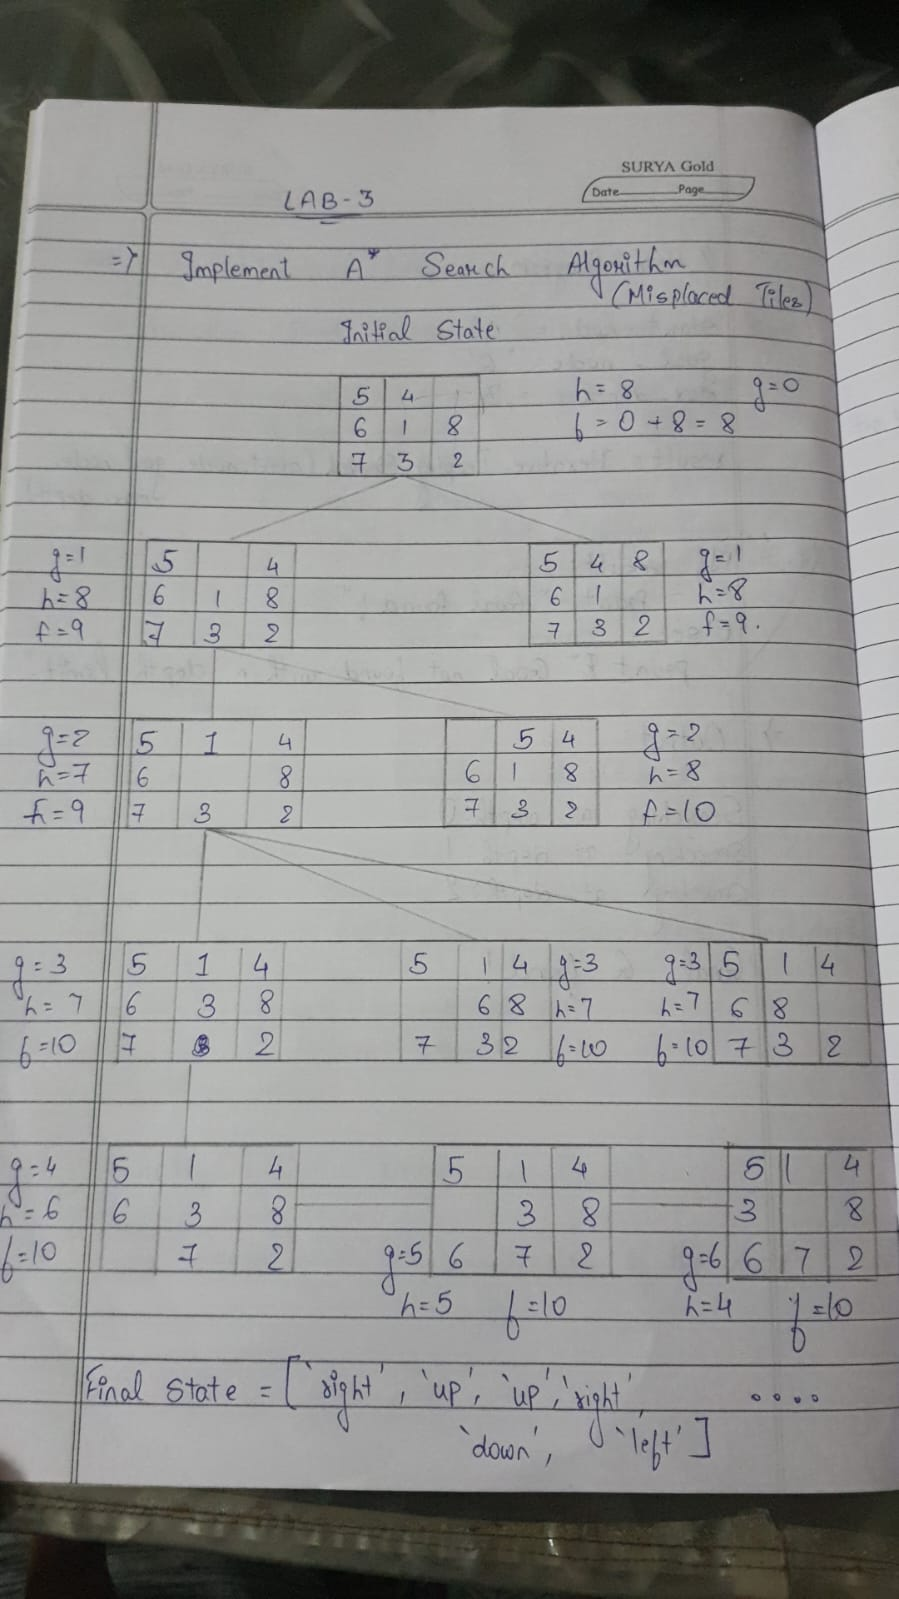 SURYA Gold
Date Page
LAB-3
=> Implement A* Search Algorithm
(Misplaced Tiles)
Initial State
5 4 h=8 g=0
6 1 8 f=0+8=8
7 3 2
g=1 5 4 5 4 8 g=1
h=8 6 1 8 6 1 h=8
f=9 7 3 2 7 3 2 f=9.
g=2 5 1 4 5 4 g=2
h=7 6 8 6 1 8 h=8
f=9 7 3 2 7 3 2 f=10
g=3 5 1 4 5 1 4 g=3 g=3 5 1 4
h=7 6 3 8 6 8 h=7 h=7 6 8
f=10 7 2 7 3 2 f=10 f=10 7 3 2
g=4 5 1 4 5 1 4 5 1 4
h=6 6 3 8 3 8 3 8
f=10 7 2 g=5 6 7 2 g=6 6 7 2
h=5 f=10 h=4 f=10
Final State = ['right', 'up', 'up', 'right', ....
'down', 'left']